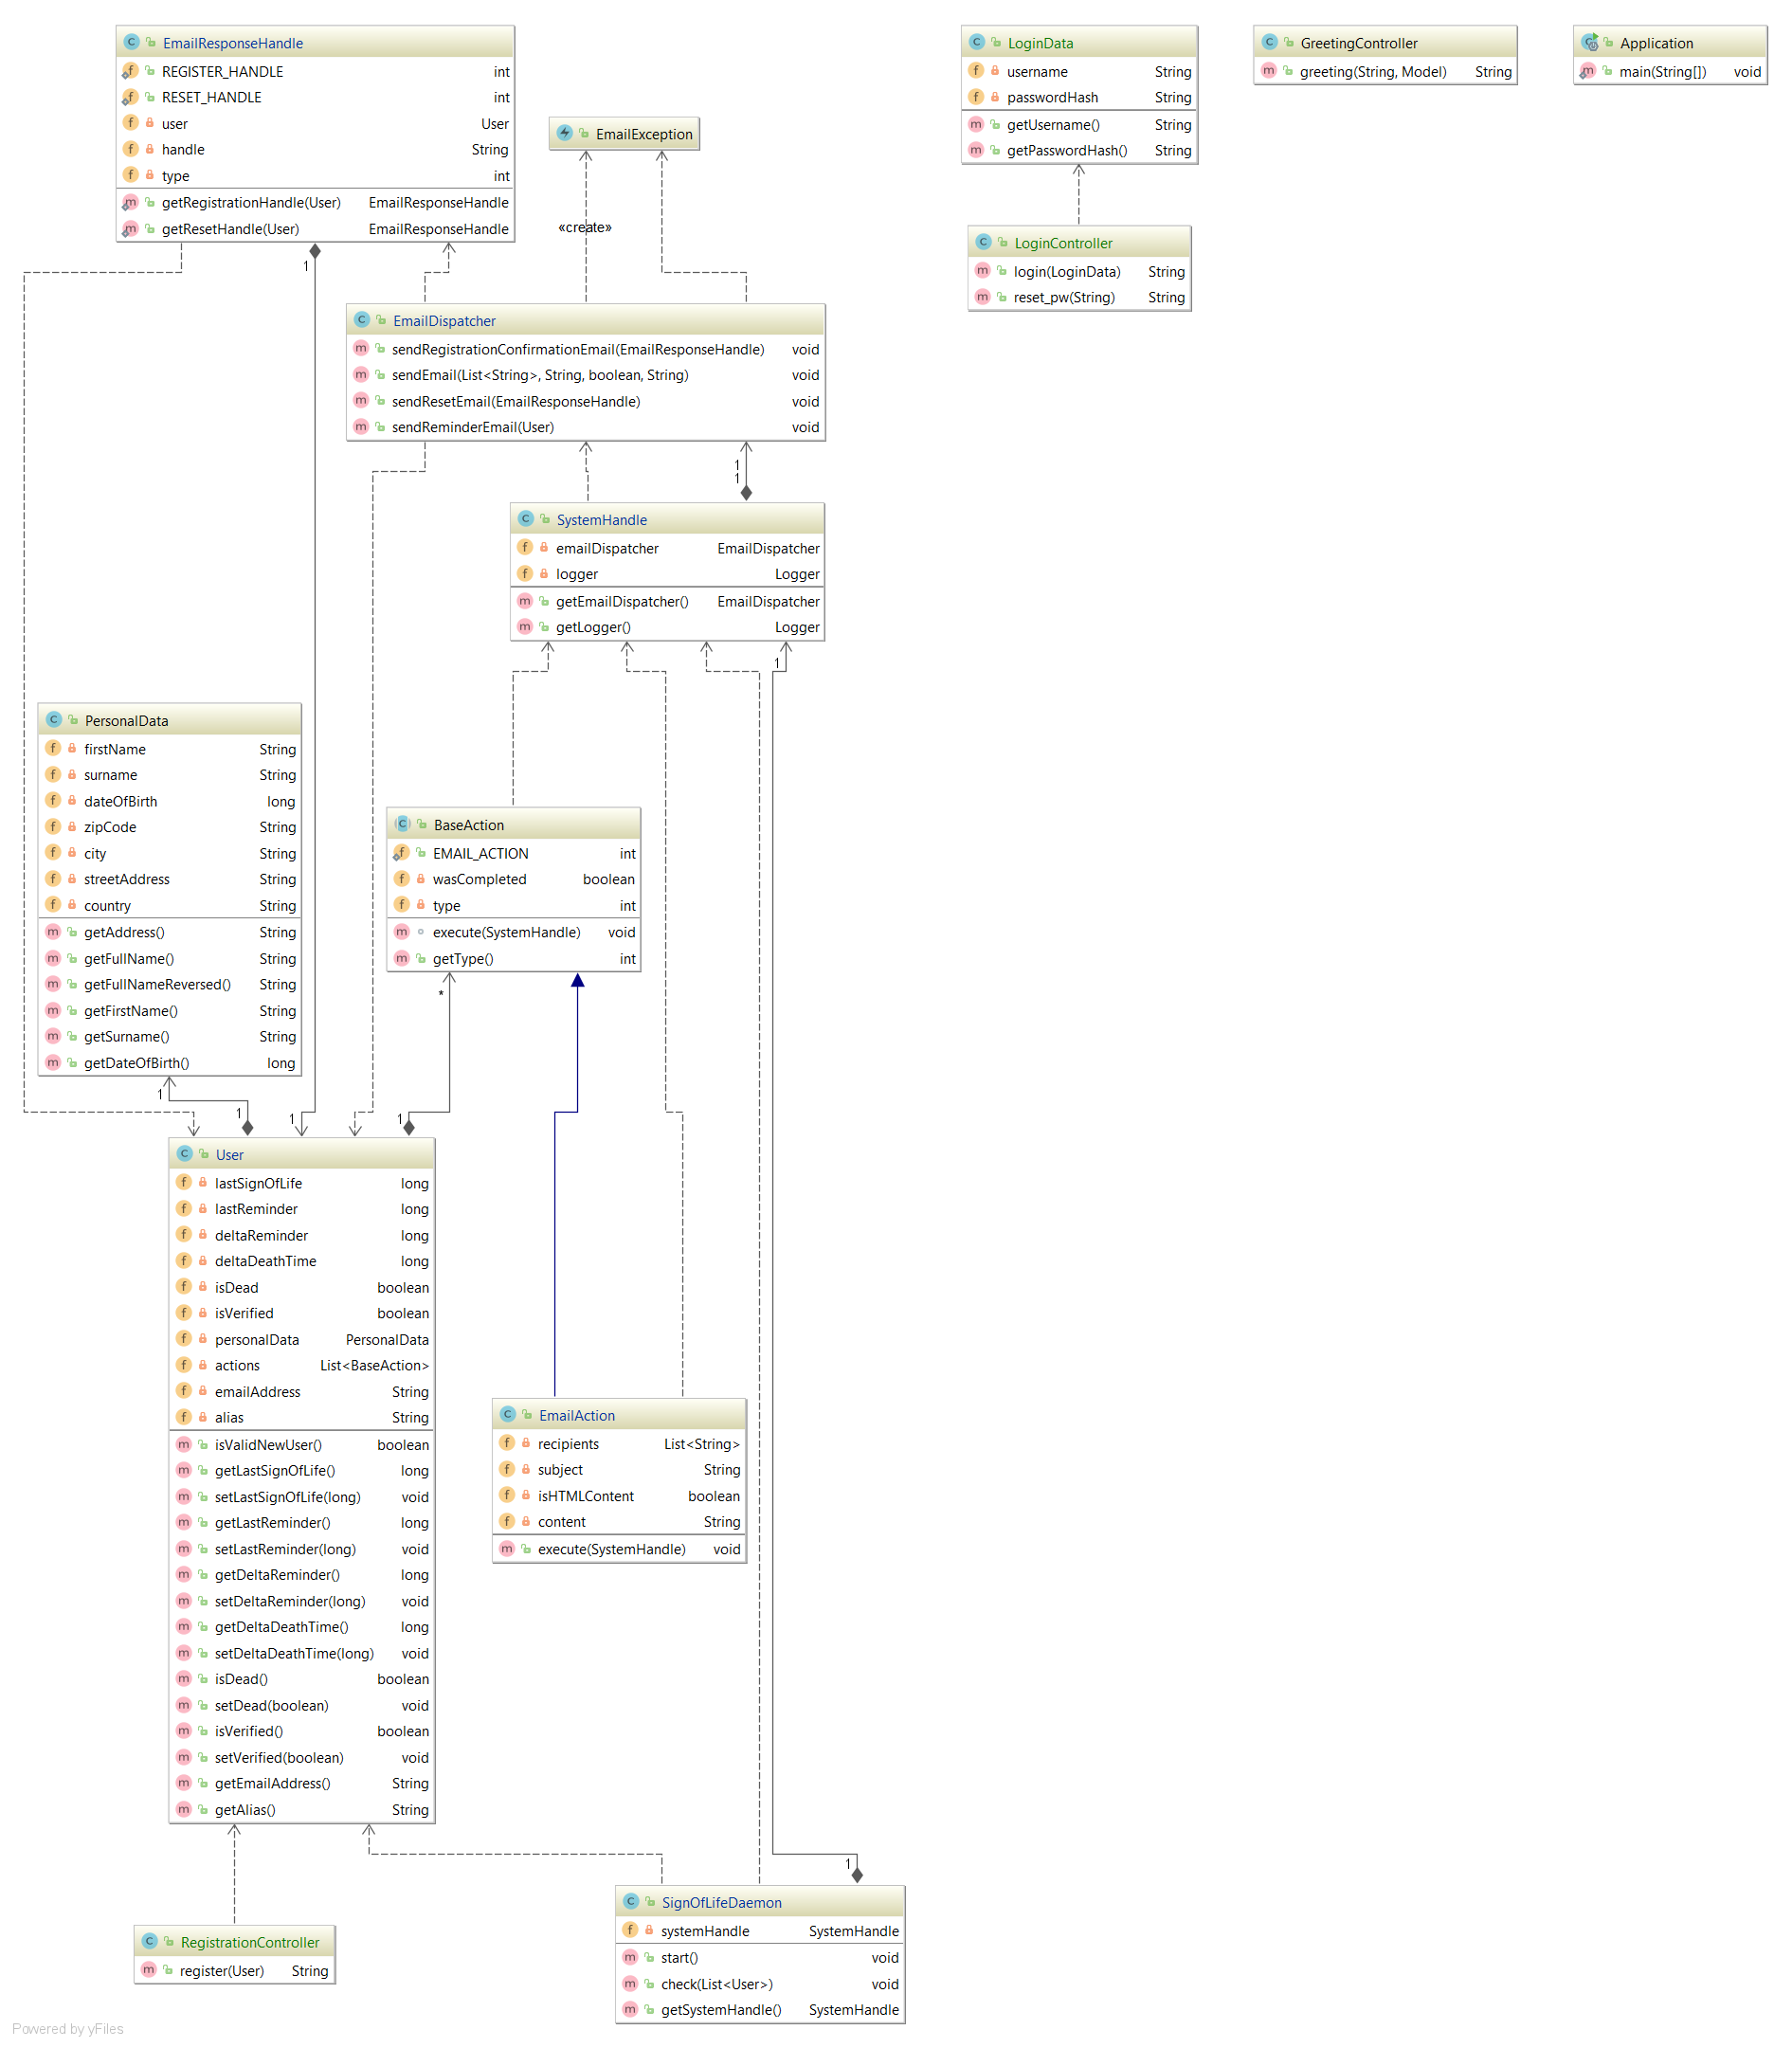 EmailResponseHandle
REGISTER_HANDLE int
RESET_HANDLE int
user User
handle String
type int
getRegistrationHandle(User) EmailResponseHandle
getResetHandle(User) EmailResponseHandle
1
EmailException
«create»
LoginData
username String
passwordHash String
getUsername() String
getPasswordHash() String
LoginController
login(LoginData) String
reset_pw(String) String
GreetingController
greeting(String, Model) String
Application
main(String[]) void
EmailDispatcher
sendRegistrationConfirmationEmail(EmailResponseHandle) void
sendEmail(List<String>, String, boolean, String) void
sendResetEmail(EmailResponseHandle) void
sendReminderEmail(User) void
1
1
SystemHandle
emailDispatcher EmailDispatcher
logger Logger
getEmailDispatcher() EmailDispatcher
getLogger() Logger
1
PersonalData
firstName String
surname String
dateOfBirth long
zipCode String
city String
streetAddress String
country String
getAddress() String
getFullName() String
getFullNameReversed() String
getFirstName() String
getSurname() String
getDateOfBirth() long
BaseAction
EMAIL_ACTION int
wasCompleted boolean
type int
execute(SystemHandle) void
getType() int
*
1
1
1
1
User
lastSignOfLife long
lastReminder long
deltaReminder long
deltaDeathTime long
isDead boolean
isVerified boolean
personalData PersonalData
actions List<BaseAction>
emailAddress String
alias String
isValidNewUser() boolean
getLastSignOfLife() long
setLastSignOfLife(long) void
getLastReminder() long
setLastReminder(long) void
getDeltaReminder() long
setDeltaReminder(long) void
getDeltaDeathTime() long
setDeltaDeathTime(long) void
isDead() boolean
setDead(boolean) void
isVerified() boolean
setVerified(boolean) void
getEmailAddress() String
getAlias() String
EmailAction
recipients List<String>
subject String
isHTMLContent boolean
content String
execute(SystemHandle) void
1
RegistrationController
register(User) String
SignOfLifeDaemon
systemHandle SystemHandle
start() void
check(List<User>) void
getSystemHandle() SystemHandle
Powered by yFiles